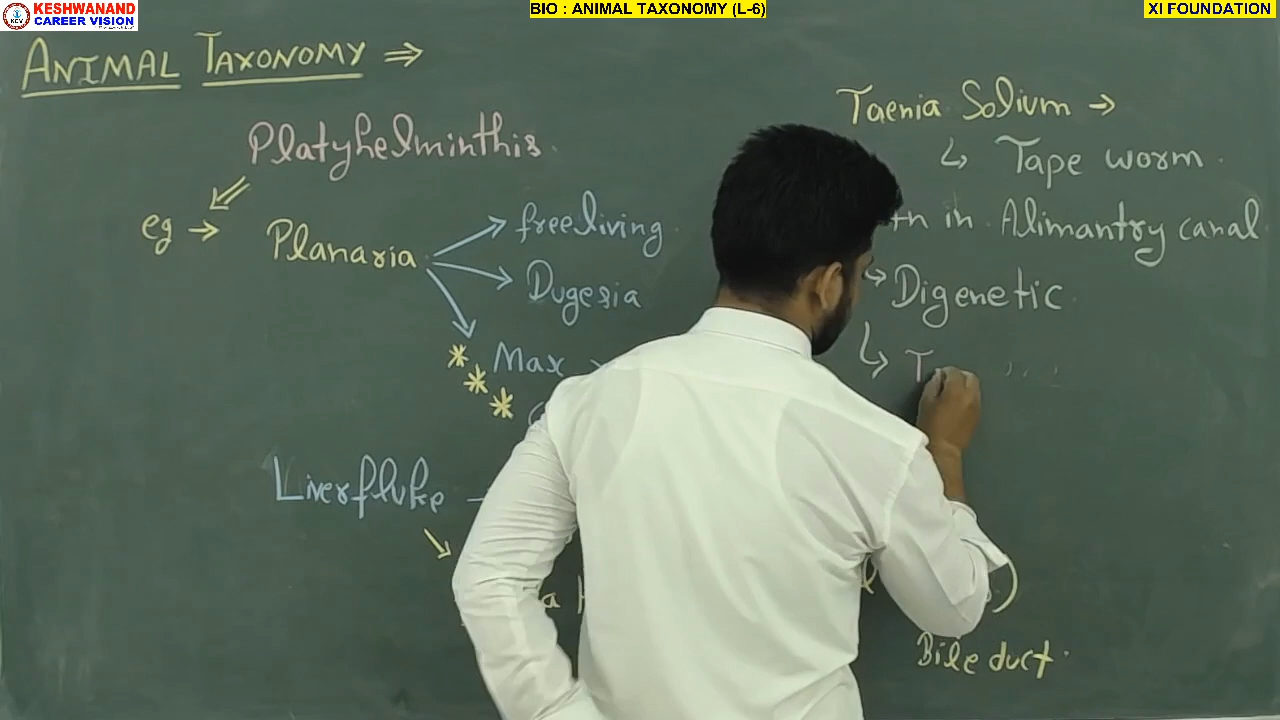 KESHWANAND
CAREER VISION
KCV
BIO : ANIMAL TAXONOMY (L-6)
XI FOUNDATION
ANIMAL TAXONOMY ⇒
Platyhelminthis.
eg → Planaria
freeliving.
Dugesia
*** Max
Liverfluke
Taenia Solium →
↳ Tape worm.
in Alimantry canal.
→ Digenetic.
↳ T
Bile duct.